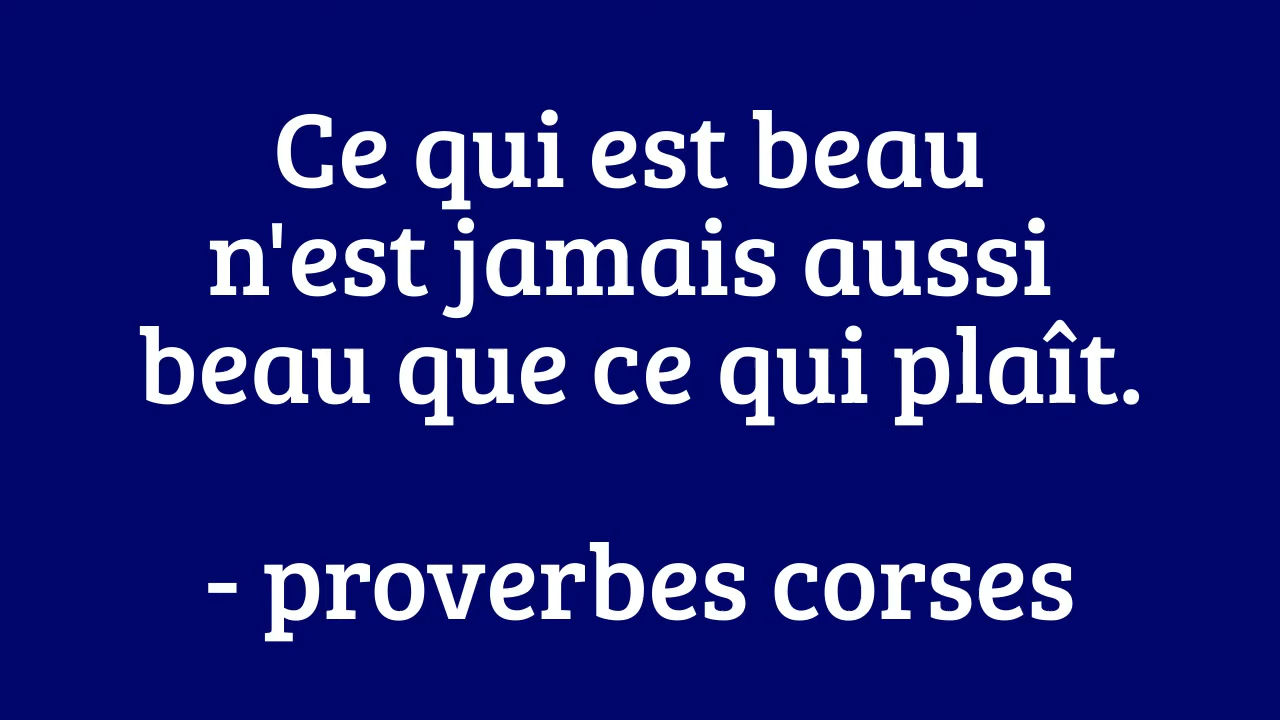 Ce qui est beau
n'est jamais aussi
beau que ce qui plaît.
- proverbes corses